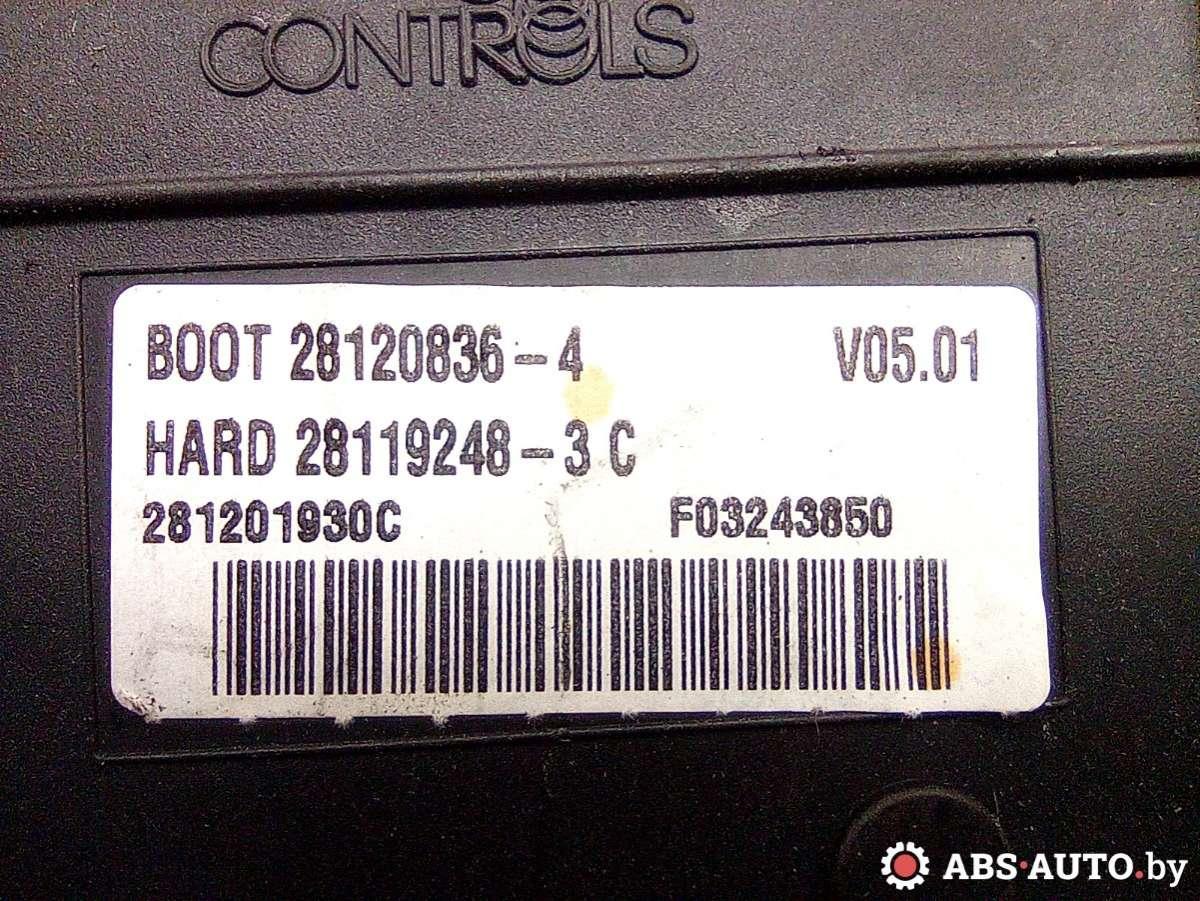 CONTROLS
BOOT 28120836-4 V05.01
HARD 28119248-3 C
281201930C F03243850
ABS-AUTO.by